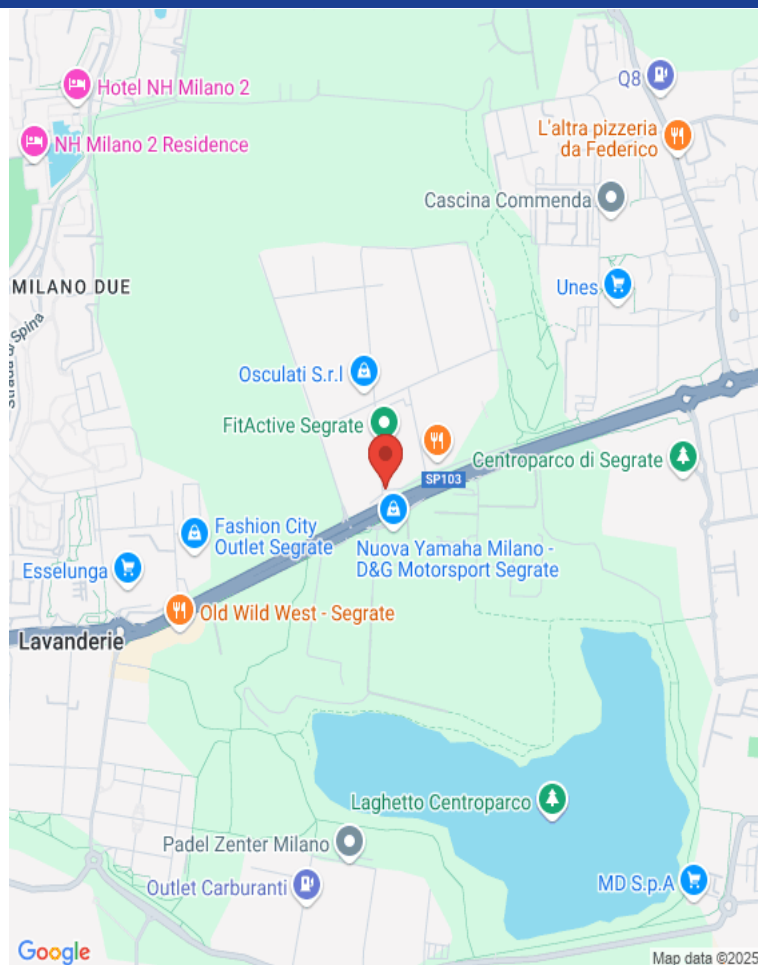 Hotel NH Milano 2
NH Milano 2 Residence
Q8
L'altra pizzeria
da Federico
Cascina Commenda
MILANO DUE
Unes
Strada di Spina
Osculati S.r.l
FitActive Segrate
SP103
Centroparco di Segrate
Fashion City
Outlet Segrate
Nuova Yamaha Milano -
D&G Motorsport Segrate
Esselunga
Old Wild West - Segrate
Lavanderie
Laghetto Centroparco
Padel Zenter Milano
Outlet Carburanti
MD S.p.A
Google
Map data ©2025